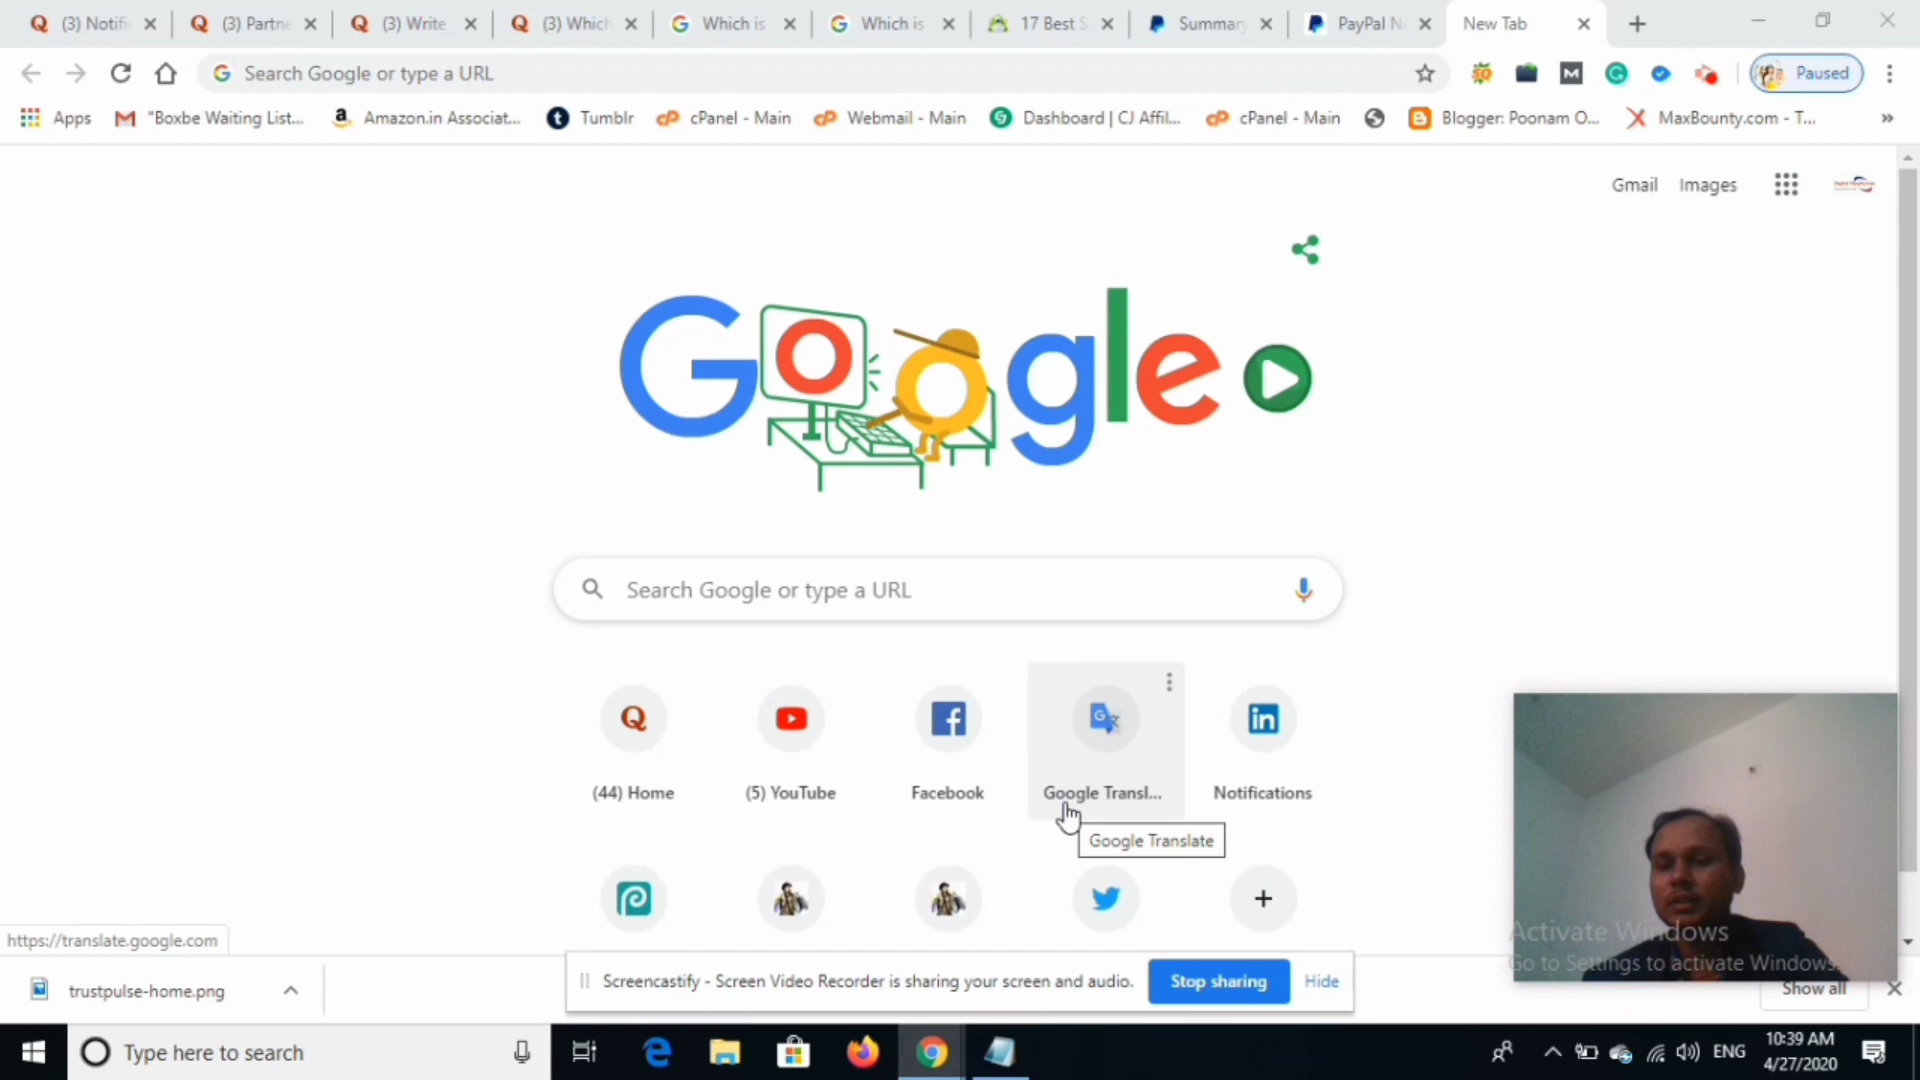 (3) Notifi
(3) Partne
(3) Write
(3) Which
Which is
Which is
17 Best S
Summary
PayPal N
New Tab
Search Google or type a URL
Paused
Apps
"Boxbe Waiting List...
Amazon.in Associat...
Tumblr
cPanel - Main
Webmail - Main
Dashboard | CJ Affil...
cPanel - Main
Blogger: Poonam O...
MaxBounty.com - T...
»
Gmail
Images
Google
Search Google or type a URL
(44) Home
(5) YouTube
Facebook
Google Transl...
Notifications
Google Translate
https://translate.google.com
Activate Windows
Go to Settings to activate Windows.
trustpulse-home.png
Screencastify - Screen Video Recorder is sharing your screen and audio.
Stop sharing
Hide
Show all
Type here to search
ENG
10:39 AM
4/27/2020